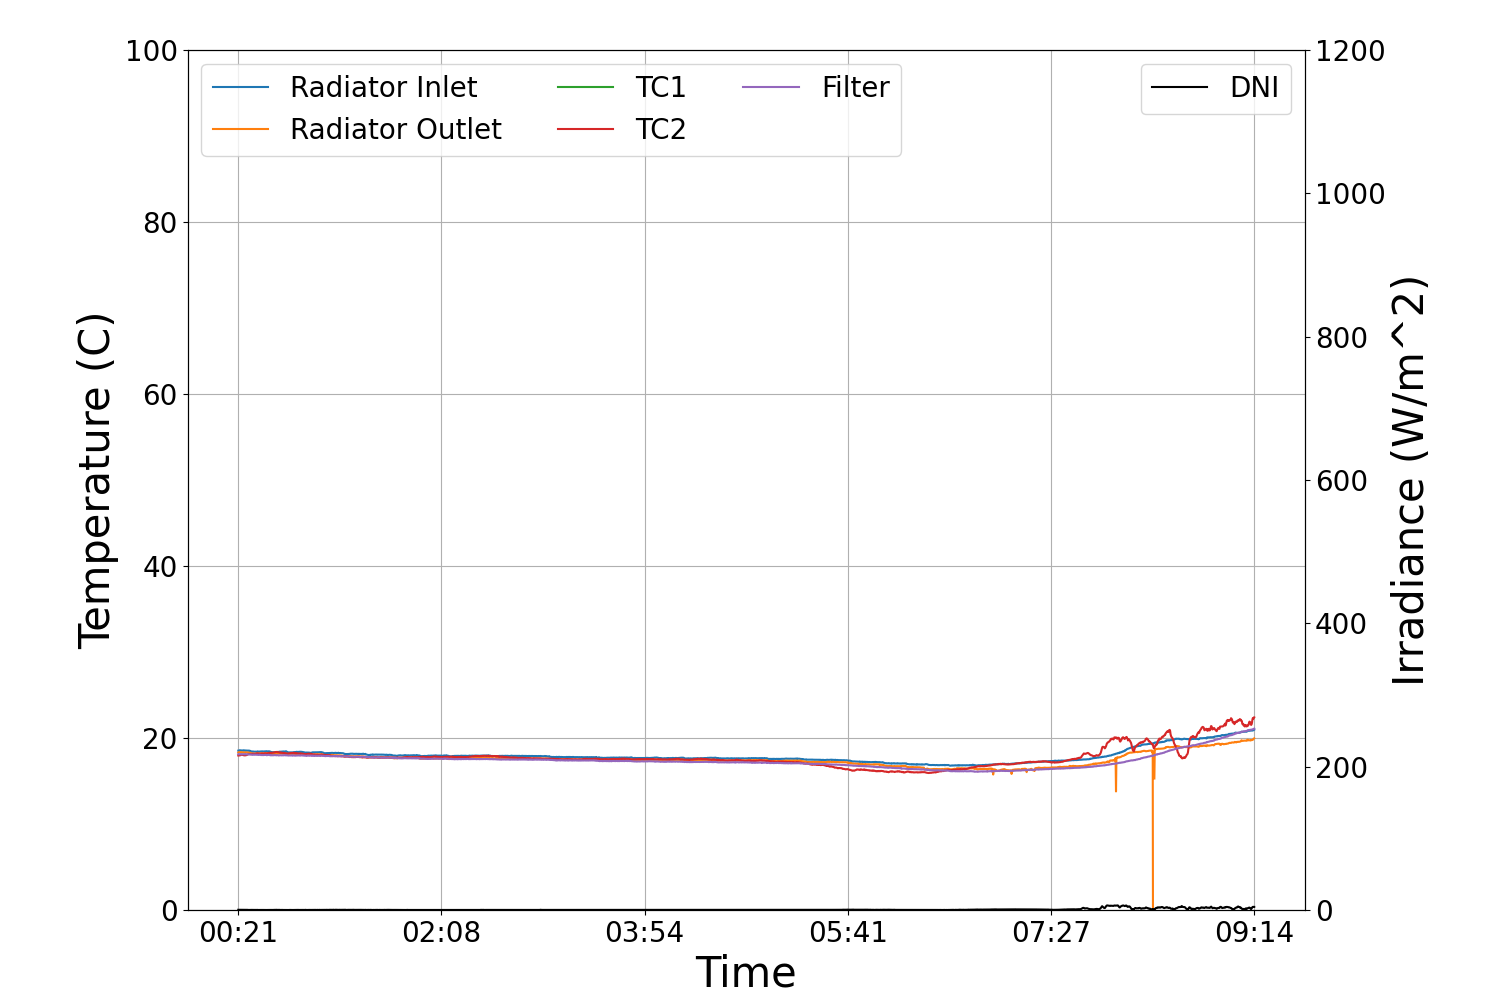 Radiator Inlet
Radiator Outlet
TC1
TC2
Filter
DNI
100
80
60
40
20
0
Temperature (C)
1200
1000
800
600
400
200
0
Irradiance (W/m^2)
00:21 02:08 03:54 05:41 07:27 09:14
Time